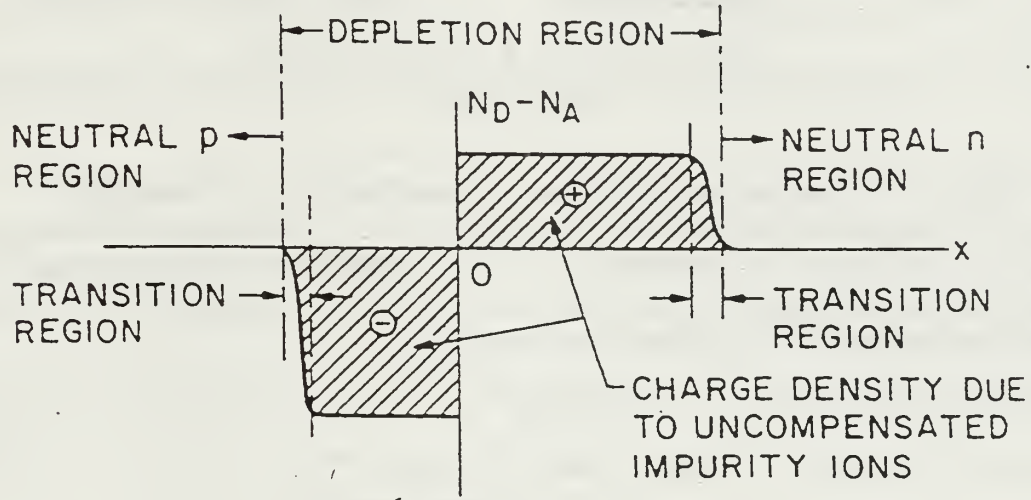 DEPLETION REGION
N_D-N_A
NEUTRAL p
REGION
NEUTRAL n
REGION
+
O
x
TRANSITION
REGION
-
TRANSITION
REGION
CHARGE DENSITY DUE
TO UNCOMPENSATED
IMPURITY IONS